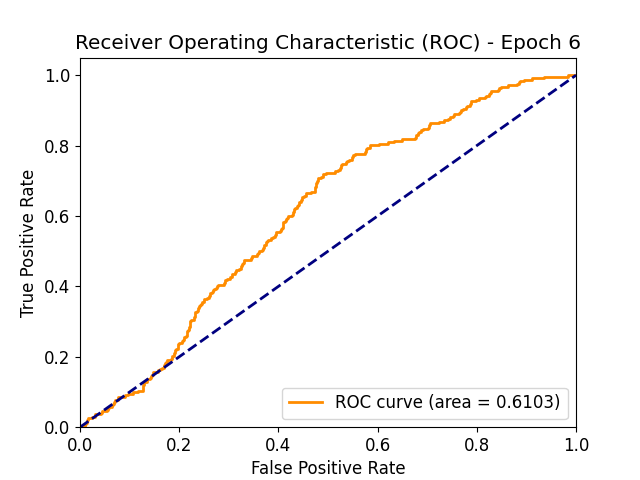 Receiver Operating Characteristic (ROC) - Epoch 6
True Positive Rate
1.0
0.8
0.6
0.4
0.2
0.0
ROC curve (area = 0.6103)
0.0 0.2 0.4 0.6 0.8 1.0
False Positive Rate